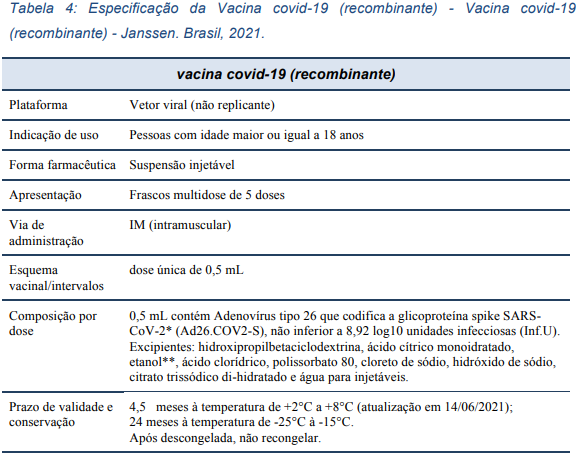 Tabela 4: Especificação da Vacina covid-19 (recombinante) - Vacina covid-19
(recombinante) - Janssen. Brasil, 2021.
vacina covid-19 (recombinante)
Plataforma Vetor viral (não replicante)
Indicação de uso Pessoas com idade maior ou igual a 18 anos
Forma farmacêutica Suspensão injetável
Apresentação Frascos multidose de 5 doses
Via de IM (intramuscular)
administração
Esquema dose única de 0,5 mL
vacinal/intervalos
Composição por 0,5 mL contém Adenovírus tipo 26 que codifica a glicoproteína spike SARS-
dose CoV-2* (Ad26.COV2-S), não inferior a 8,92 log10 unidades infecciosas (Inf.U).
Excipientes: hidroxipropilbetaciclodextrina, ácido cítrico monoidratado,
etanol**, ácido clorídrico, polissorbato 80, cloreto de sódio, hidróxido de sódio,
citrato trissódico di-hidratado e água para injetáveis.
Prazo de validade e 4,5 meses à temperatura de +2°C a +8°C (atualização em 14/06/2021);
conservação 24 meses à temperatura de -25°C à -15°C.
Após descongelada, não recongelar.